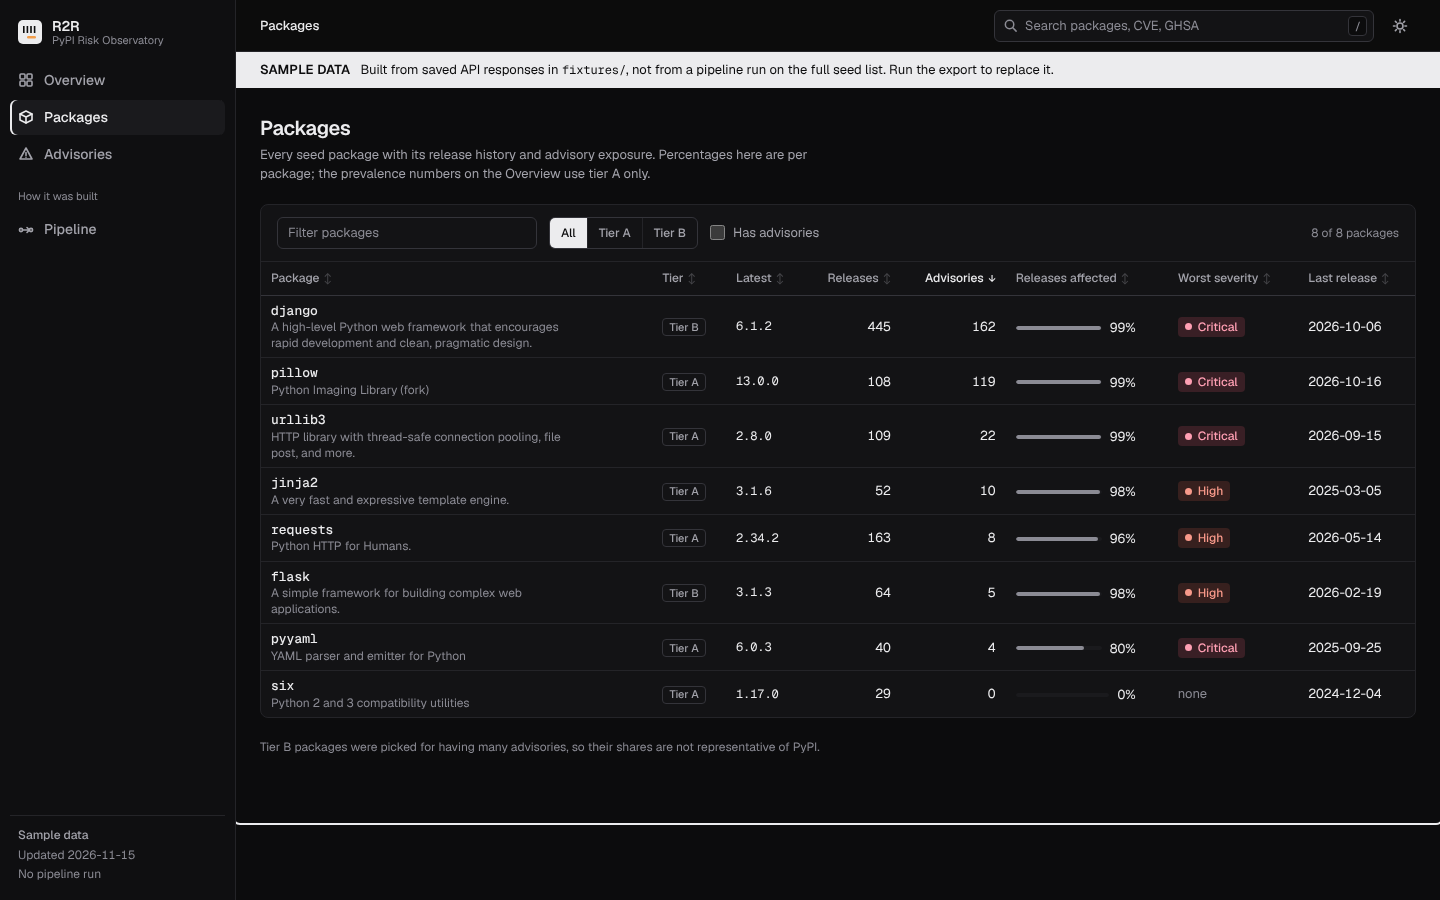 R2R
PyPI Risk Observatory
Overview
Packages
Advisories
How it was built
Pipeline
Sample data
Updated 2026-11-15
No pipeline run
Packages
Search packages, CVE, GHSA
/
SAMPLE DATA Built from saved API responses in fixtures/, not from a pipeline run on the full seed list. Run the export to replace it.
Packages
Every seed package with its release history and advisory exposure. Percentages here are per
package; the prevalence numbers on the Overview use tier A only.
Filter packages All Tier A Tier B Has advisories 8 of 8 packages
Package Tier Latest Releases Advisories Releases affected Worst severity Last release
django
A high-level Python web framework that encourages
rapid development and clean, pragmatic design.
Tier B 6.1.2 445 162 99% Critical 2026-10-06
pillow
Python Imaging Library (fork)
Tier A 13.0.0 108 119 99% Critical 2026-10-16
urllib3
HTTP library with thread-safe connection pooling, file
post, and more.
Tier A 2.8.0 109 22 99% Critical 2026-09-15
jinja2
A very fast and expressive template engine.
Tier A 3.1.6 52 10 98% High 2025-03-05
requests
Python HTTP for Humans.
Tier A 2.34.2 163 8 96% High 2026-05-14
flask
A simple framework for building complex web
applications.
Tier B 3.1.3 64 5 98% High 2026-02-19
pyyaml
YAML parser and emitter for Python
Tier A 6.0.3 40 4 80% Critical 2025-09-25
six
Python 2 and 3 compatibility utilities
Tier A 1.17.0 29 0 0% none 2024-12-04
Tier B packages were picked for having many advisories, so their shares are not representative of PyPI.